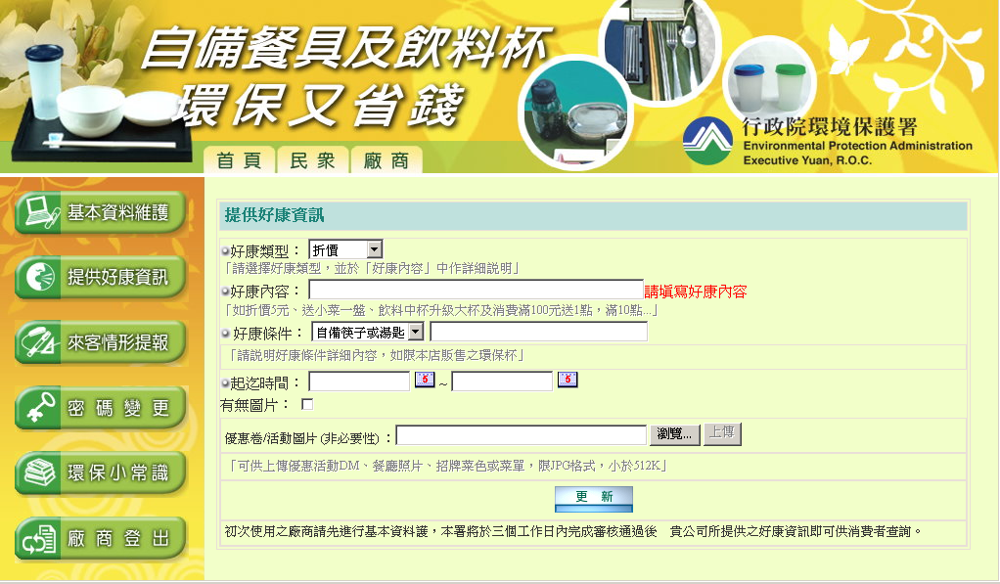 自備餐具及飲料杯
環保又省錢
行政院環境保護署
Environmental Protection Administration
Executive Yuan, R.O.C.
首頁 民眾 廠商
基本資料維護
提供好康資訊
來客情形提報
密碼變更
環保小常識
廠商登出
提供好康資訊
好康類型： 折價
「請選擇好康類型，並於「好康內容」中作詳細說明」
好康內容： 請填寫好康內容
「如折價5元、送小菜一盤、飲料中杯升級大杯及消費滿100元送1點，滿10點...」
好康條件： 自備筷子或湯匙
「請說明好康條件詳細內容，如限本店販售之環保杯」
起迄時間： 5 ~ 5
有無圖片：
優惠卷/活動圖片(非必要性)： 瀏覽... 上傳
「可供上傳優惠活動DM、餐廳照片、招牌菜色或菜單，限JPG格式，小於512K」
更 新
初次使用之廠商請先進行基本資料護，本署將於三個工作日內完成審核通過後 貴公司所提供之好康資訊即可供消費者查詢。